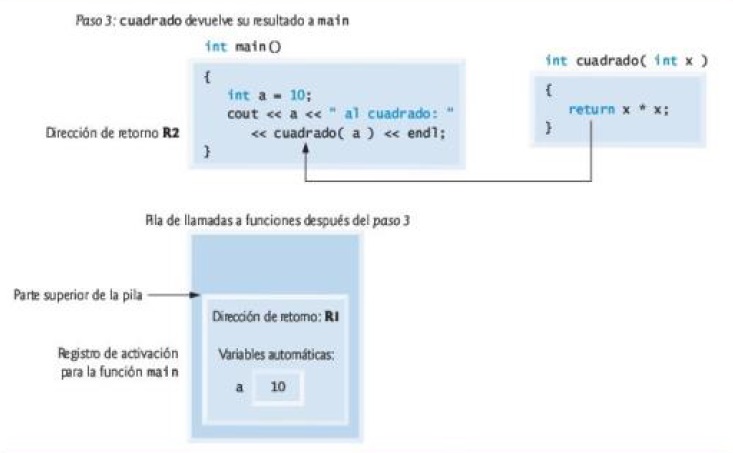 Paso 3: cuadrado devuelve su resultado a main
int main()
{
int a = 10;
cout << a << " al cuadrado: "
<< cuadrado( a ) << endl;
}
Dirección de retorno R2
int cuadrado( int x )
{
return x * x;
}
Pila de llamadas a funciones después del paso 3
Parte superior de la pila
Dirección de retorno: R1
Registro de activación
para la función main
Variables automáticas:
a 10